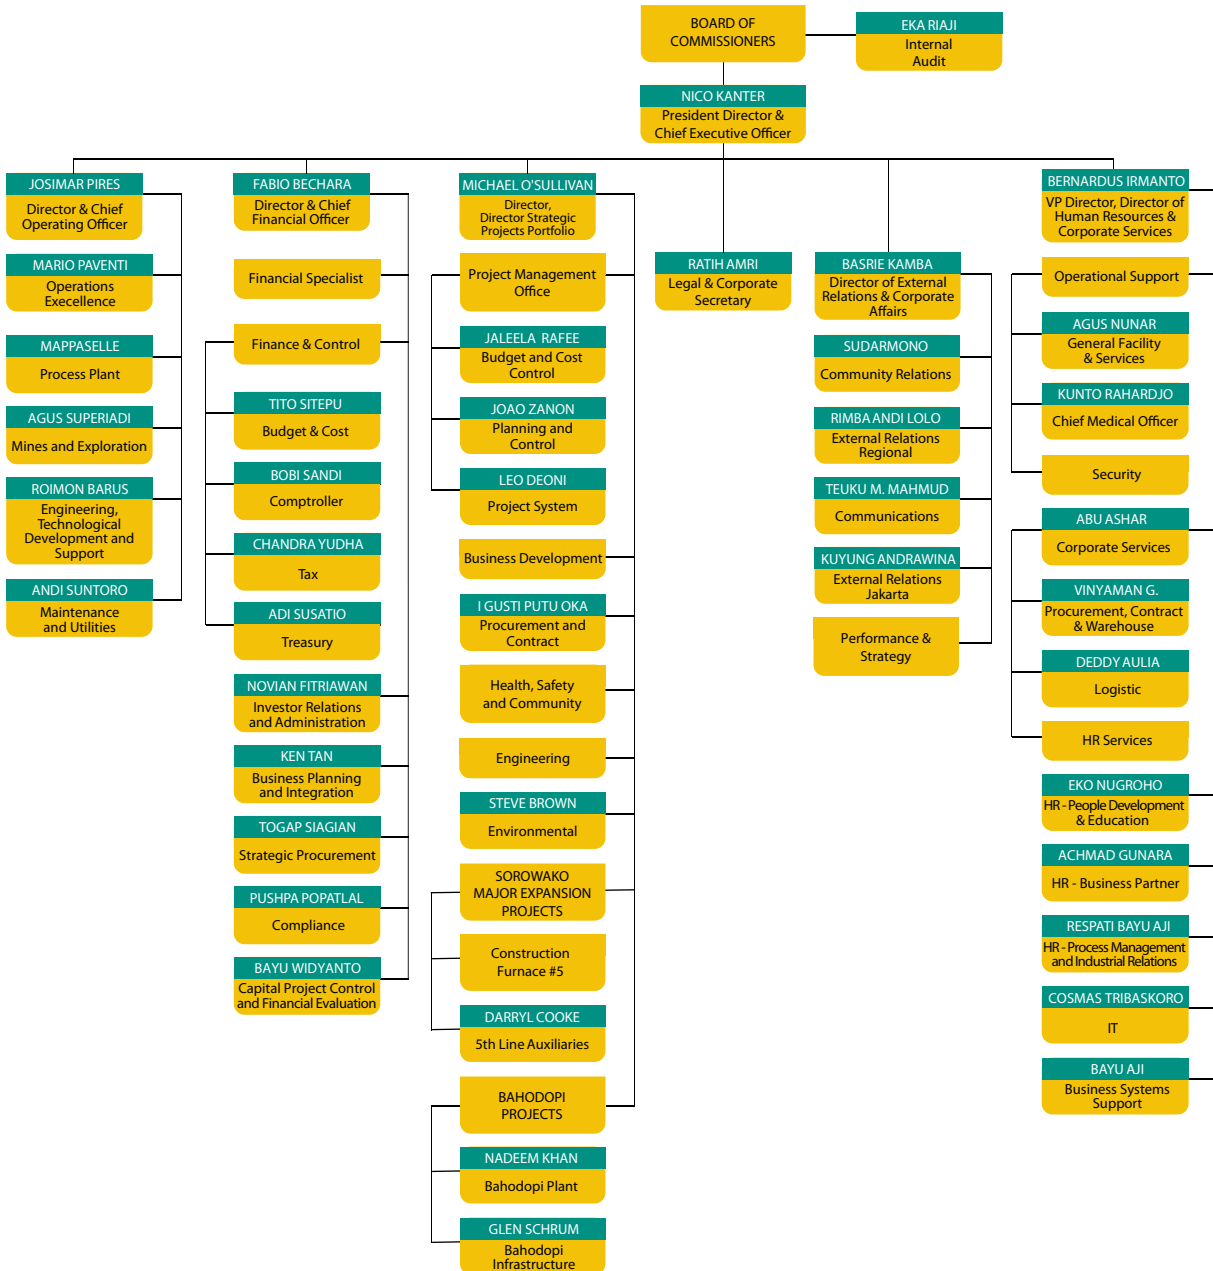 BOARD OF
COMMISSIONERS
EKA RIAJI
Internal
Audit
NICO KANTER
President Director &
Chief Executive Officer
JOSIMAR PIRES
Director & Chief
Operating Officer
MARIO PAVENTI
Operations
Execellence
MAPPASELLE
Process Plant
AGUS SUPERIADI
Mines and Exploration
ROIMON BARUS
Engineering,
Technological
Development and
Support
ANDI SUNTORO
Maintenance
and Utilities
FABIO BECHARA
Director & Chief
Financial Officer
Financial Specialist
Finance & Control
TITO SITEPU
Budget & Cost
BOBI SANDI
Comptroller
CHANDRA YUDHA
Tax
ADI SUSATIO
Treasury
NOVIAN FITRIAWAN
Investor Relations
and Administration
KEN TAN
Business Planning
and Integration
TOGAP SIAGIAN
Strategic Procurement
PUSHPA POPATLAL
Compliance
BAYU WIDYANTO
Capital Project Control
and Financial Evaluation
MICHAEL O'SULLIVAN
Director,
Director Strategic
Projects Portfolio
Project Management
Office
JALEELA RAFEE
Budget and Cost
Control
JOAO ZANON
Planning and
Control
LEO DEONI
Project System
Business Development
I GUSTI PUTU OKA
Procurement and
Contract
Health, Safety
and Community
Engineering
STEVE BROWN
Environmental
SOROWAKO
MAJOR EXPANSION
PROJECTS
Construction
Furnace #5
DARRYL COOKE
5th Line Auxiliaries
BAHODOPI
PROJECTS
NADEEM KHAN
Bahodopi Plant
GLEN SCHRUM
Bahodopi
Infrastructure
RATIH AMRI
Legal & Corporate
Secretary
BASRIE KAMBA
Director of External
Relations & Corporate
Affairs
SUDARMONO
Community Relations
RIMBA ANDI LOLO
External Relations
Regional
TEUKU M. MAHMUD
Communications
KUYUNG ANDRAWINA
External Relations
Jakarta
Performance &
Strategy
BERNARDUS IRMANTO
VP Director, Director of
Human Resources &
Corporate Services
Operational Support
AGUS NUNAR
General Facility
& Services
KUNTO RAHARDJO
Chief Medical Officer
Security
ABU ASHAR
Corporate Services
VINYAMAN G.
Procurement, Contract
& Warehouse
DEDDY AULIA
Logistic
HR Services
EKO NUGROHO
HR - People Development
& Education
ACHMAD GUNARA
HR - Business Partner
RESPATI BAYU AJI
HR - Process Management
and Industrial Relations
COSMAS TRIBASKORO
IT
BAYU AJI
Business Systems
Support